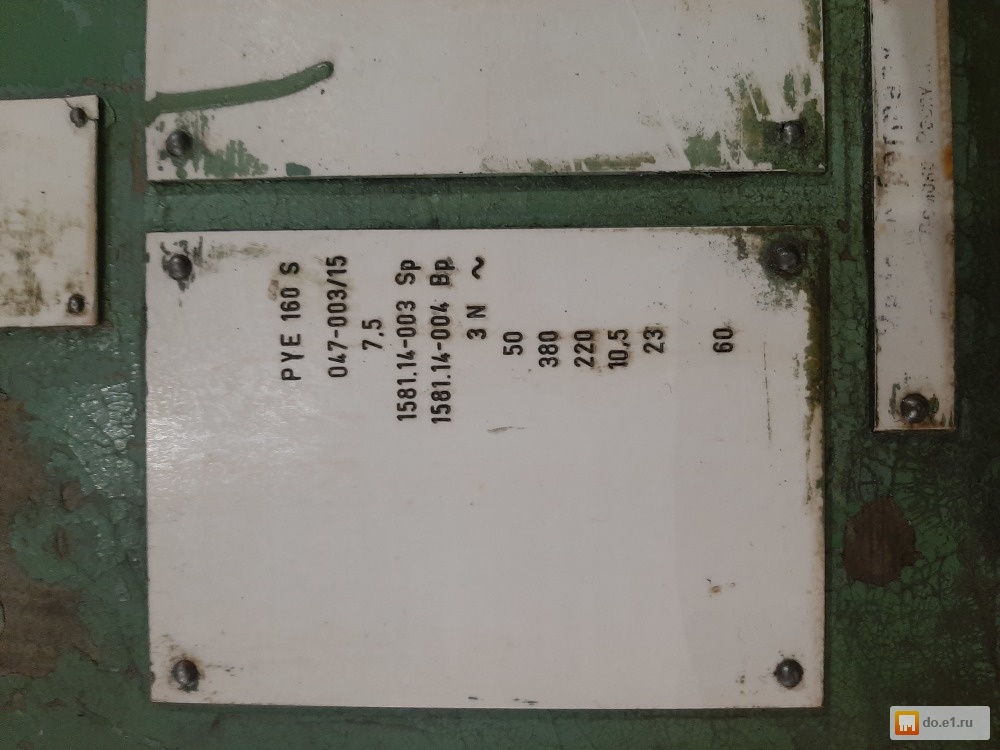 PYE 160 S
047-003/15
7,5
1581.14-003 Sp
1581.14-004 Bp
3 N ~
50
380
220
10,5
23
60
do.e1.ru